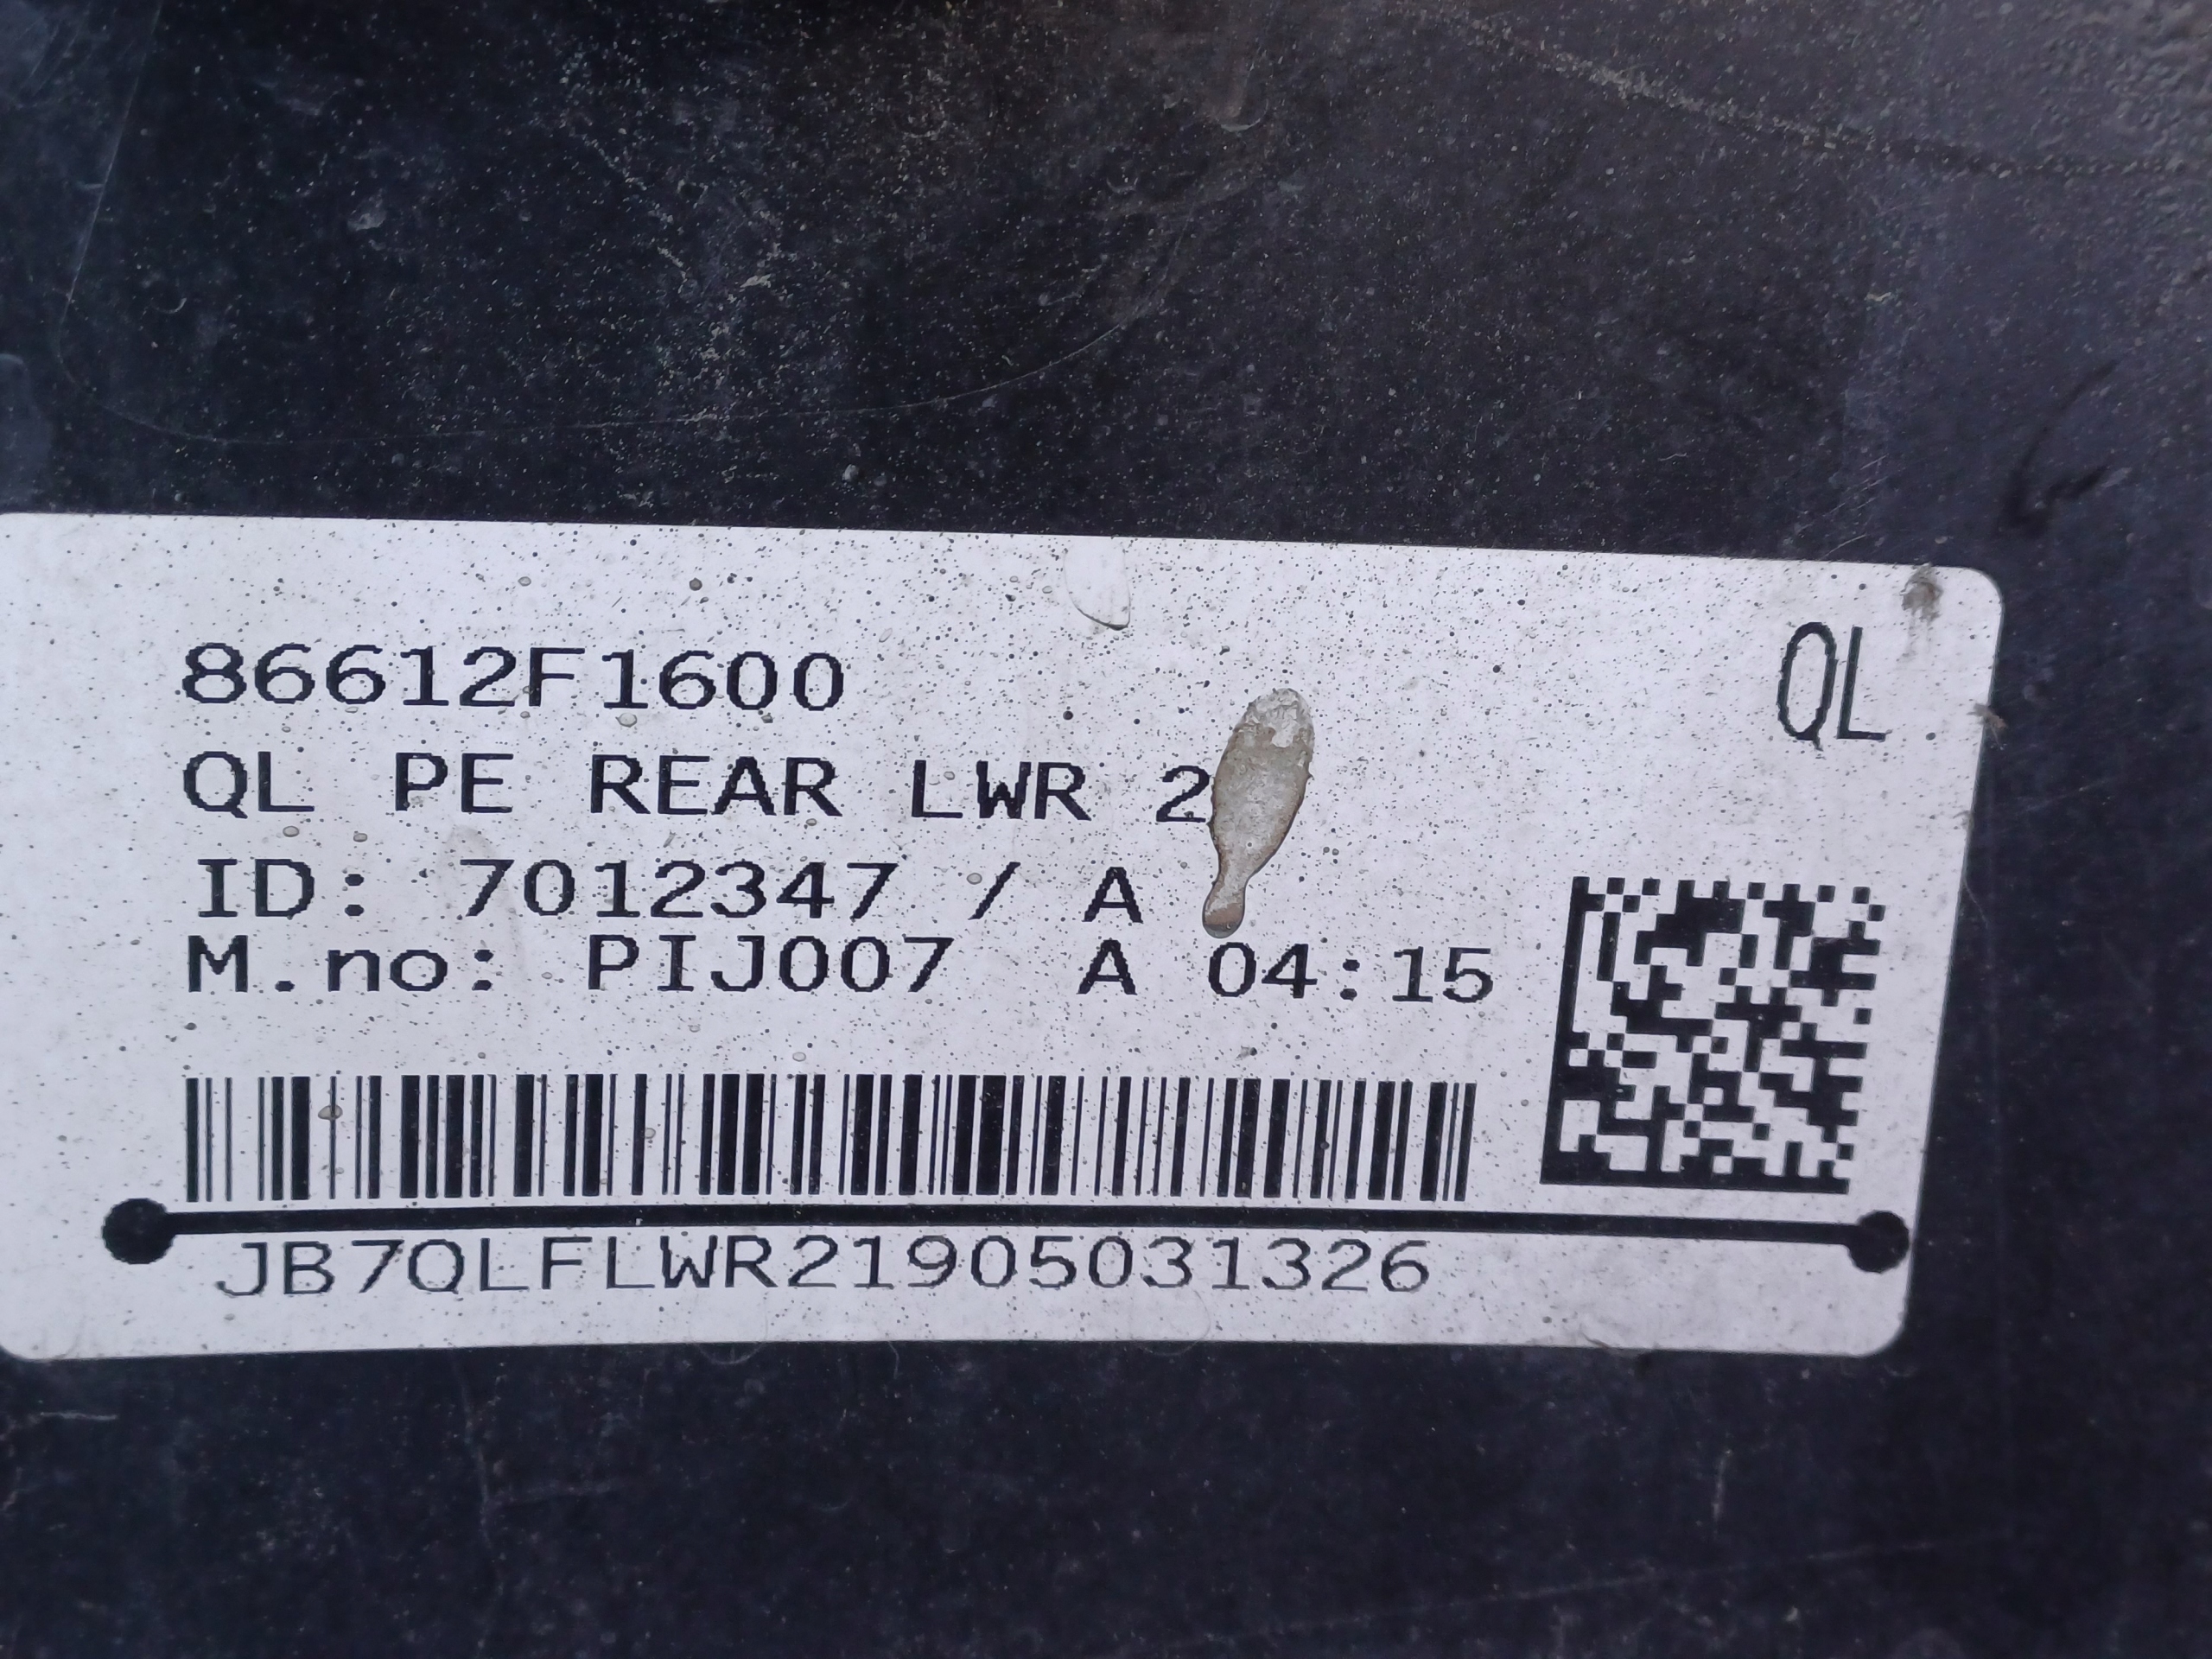 86612F1600
QL
QL PE REAR LWR 2
ID: 7012347 / A
M.no: PIJ007 A 04:15
JB7QLFLWR21905031326